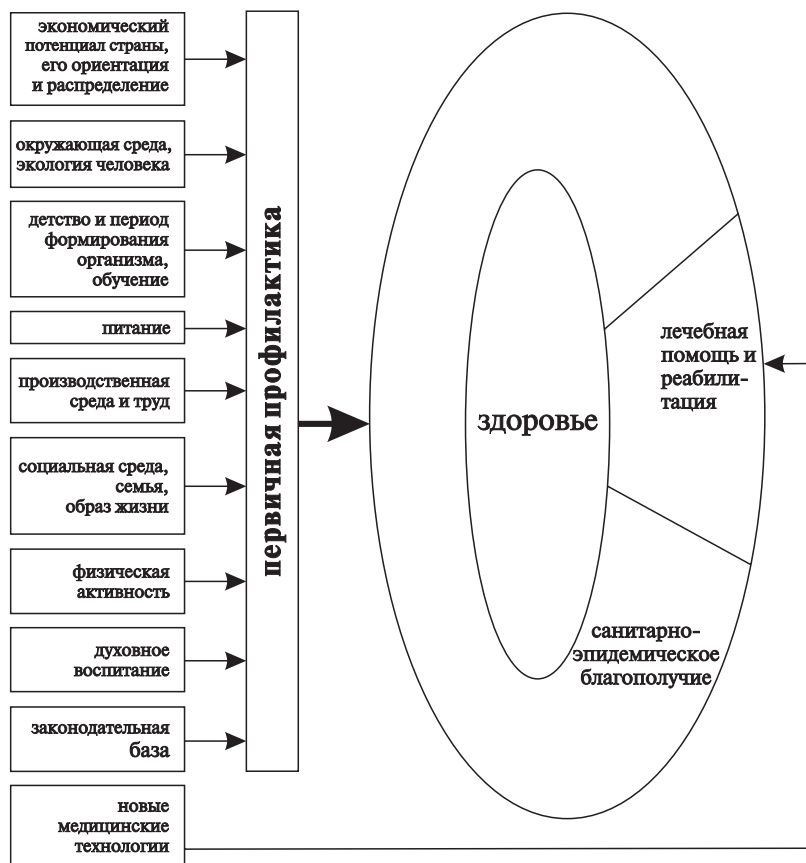 экономический
потенциал страны,
его ориентация
и распределение
окружающая среда,
экология человека
детство и период
формирования
организма,
обучение
питание
производственная
среда и труд
социальная среда,
семья,
образ жизни
физическая
активность
духовное
воспитание
законодательная
база
новые
медицинские
технологии
первичная профилактика
здоровье
лечебная
помощь и
реабили-
тация
санитарно-
эпидемическое
благополучие